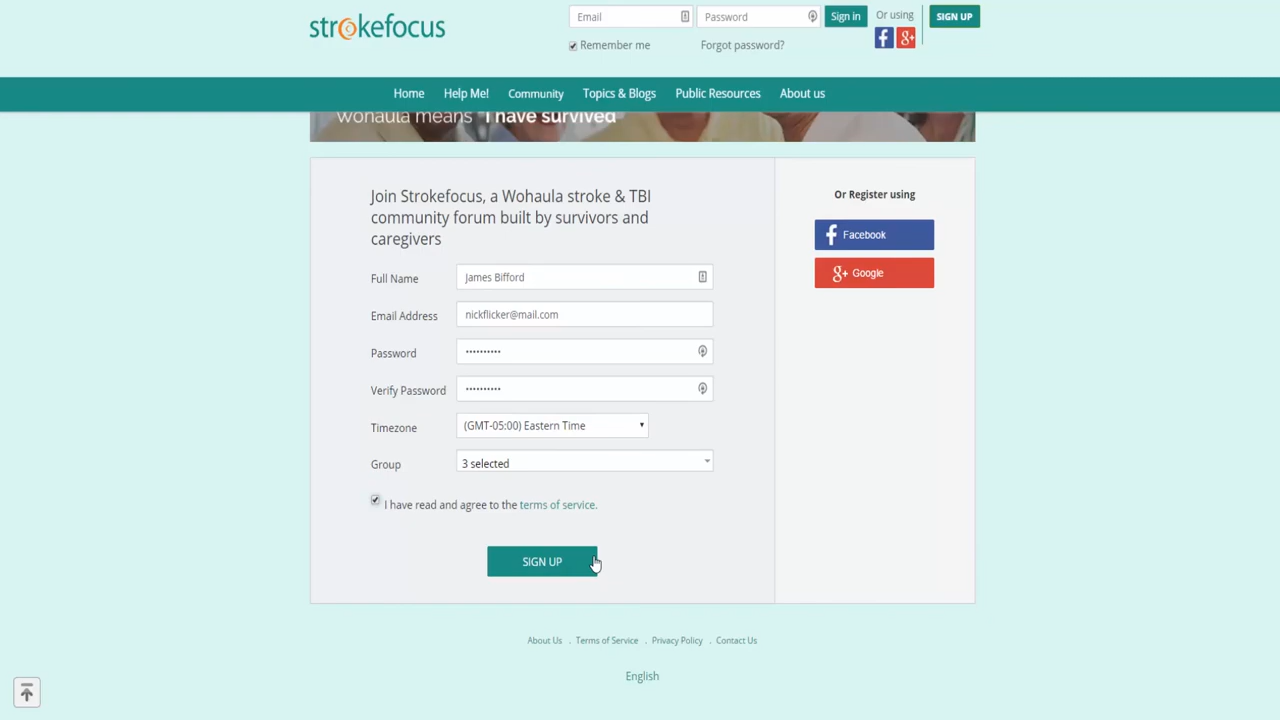 strokefocus
Email
Password
Sign in
Or using
SIGN UP
Remember me
Forgot password?
Home
Help Me!
Community
Topics & Blogs
Public Resources
About us
Wohaula means "I have survived
Join Strokefocus, a Wohaula stroke & TBI
community forum built by survivors and
caregivers
Full Name
James Bifford
Email Address
nickflicker@mail.com
Password
Verify Password
Timezone
(GMT-05:00) Eastern Time
Group
3 selected
I have read and agree to the terms of service.
SIGN UP
Or Register using
f Facebook
g+ Google
About Us . Terms of Service . Privacy Policy . Contact Us
English